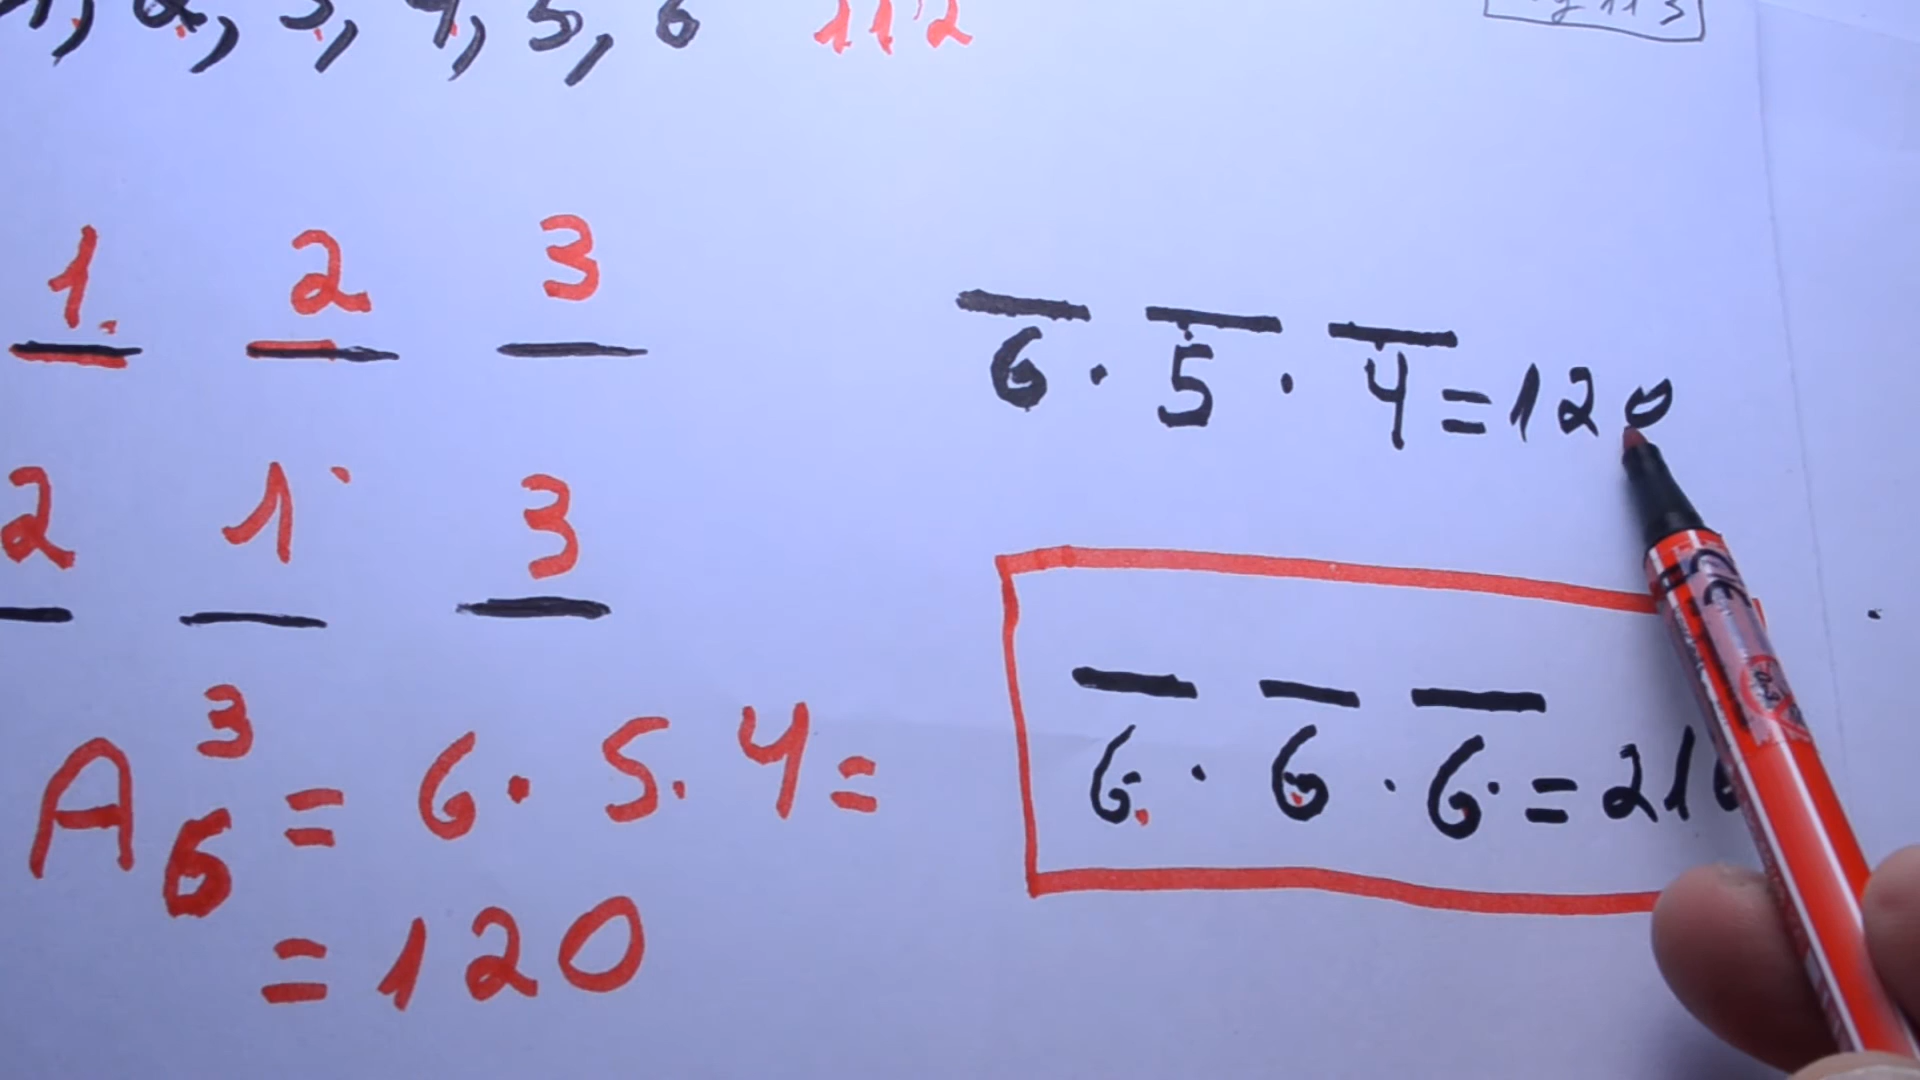 1, 2, 3, 4, 5, 6 112
1. 2 3
6 · 5 · 4 = 120
2 1 3
A₆³ = 6 · 5 · 4 =
= 120
6 · 6 · 6 = 216